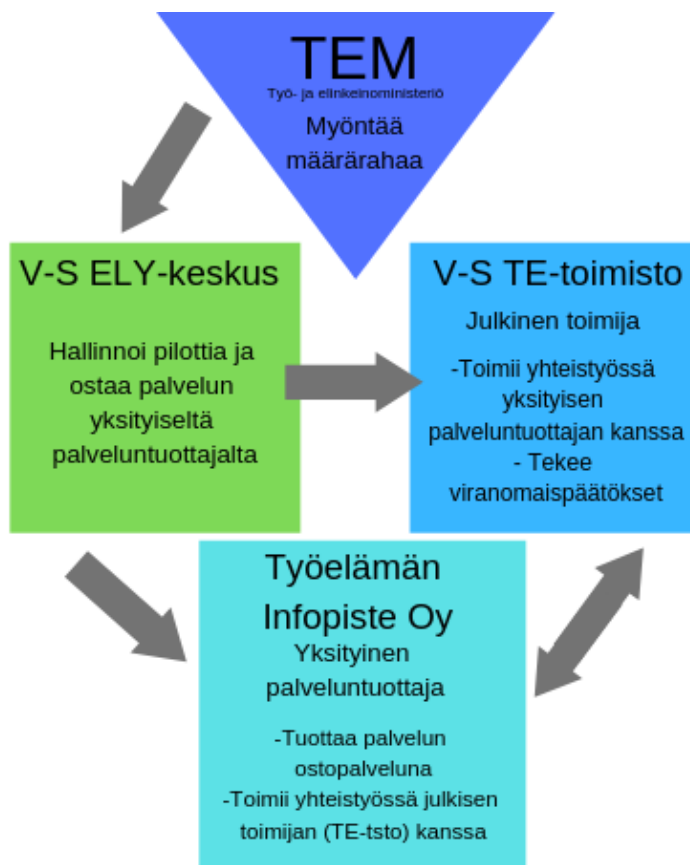 TEM
Työ- ja elinkeinoministeriö
Myöntää
määrärahaa
V-S ELY-keskus
Hallinnoi pilottia ja
ostaa palvelun
yksityiseltä
palveluntuottajalta
V-S TE-toimisto
Julkinen toimija
-Toimii yhteistyössä
yksityisen
palveluntuottajan kanssa
- Tekee
viranomaispäätökset
Työelämän
Infopiste Oy
Yksityinen
palveluntuottaja
-Tuottaa palvelun
ostopalveluna
-Toimii yhteistyössä julkisen
toimijan (TE-tsto) kanssa